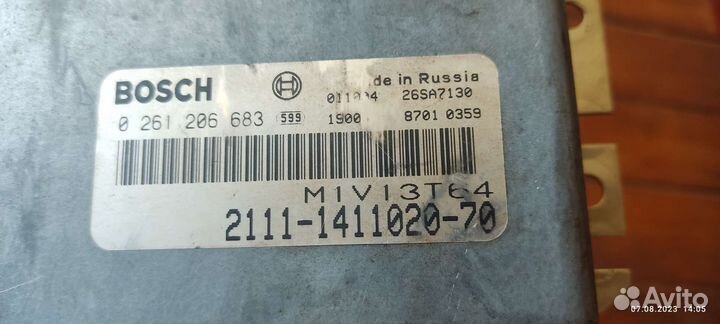 BOSCH
de in Russia
26SA7130
0 261 206 683 599 1900 8701 0359
M1V13T64
2111-1411020-70
Avito
07.08.2023 14:05